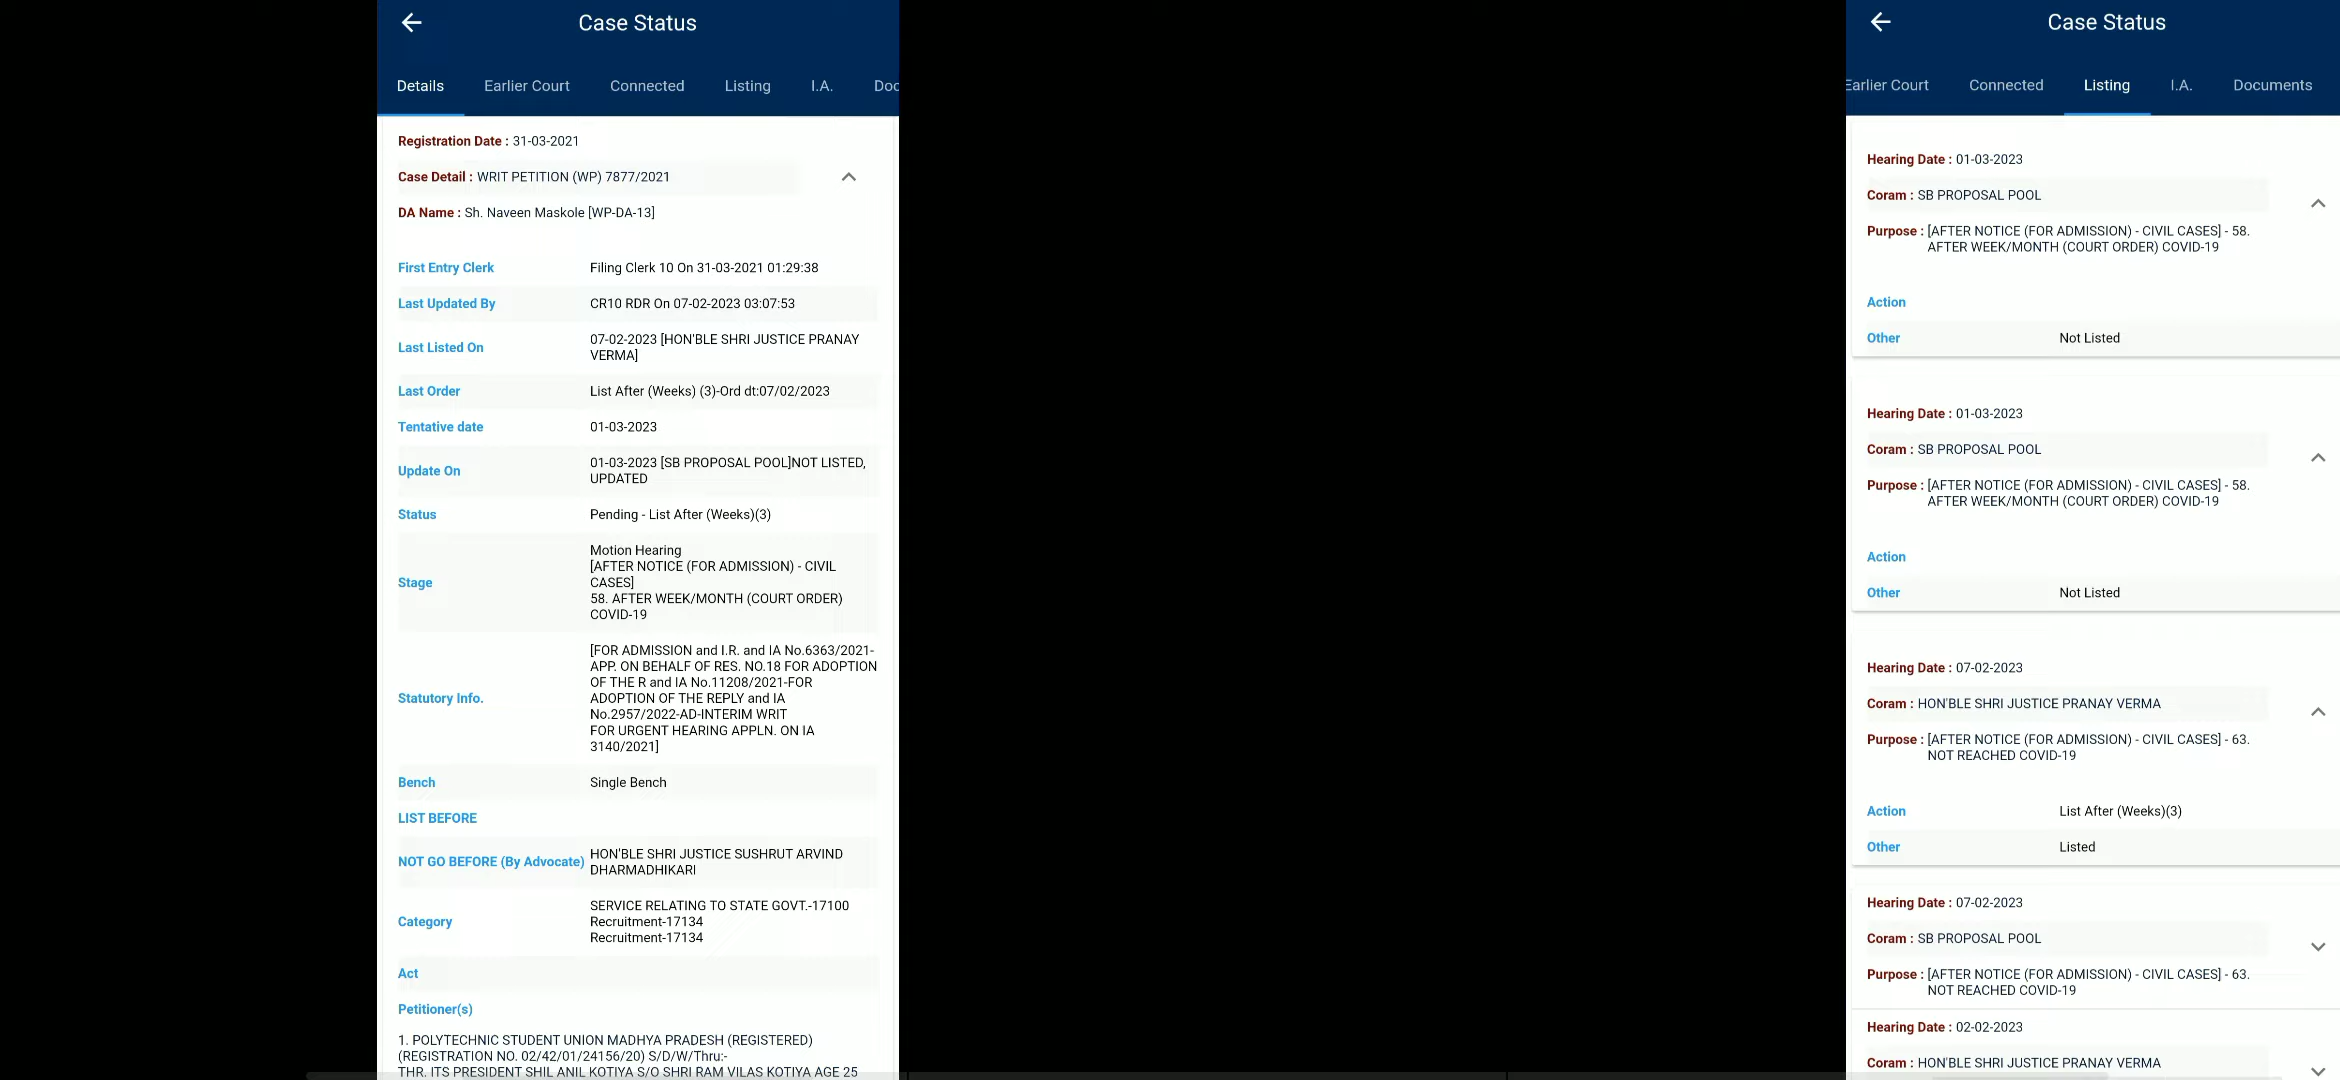 Case Status
Details Earlier Court Connected Listing I.A. Doc
Registration Date : 31-03-2021
Case Detail : WRIT PETITION (WP) 7877/2021
DA Name : Sh. Naveen Maskole [WP-DA-13]
First Entry Clerk Filing Clerk 10 On 31-03-2021 01:29:38
Last Updated By CR10 RDR On 07-02-2023 03:07:53
Last Listed On 07-02-2023 [HON'BLE SHRI JUSTICE PRANAY
VERMA]
Last Order List After (Weeks) (3)-Ord dt:07/02/2023
Tentative date 01-03-2023
Update On 01-03-2023 [SB PROPOSAL POOL]NOT LISTED,
UPDATED
Status Pending - List After (Weeks)(3)
Stage Motion Hearing
[AFTER NOTICE (FOR ADMISSION) - CIVIL
CASES]
58. AFTER WEEK/MONTH (COURT ORDER)
COVID-19
Statutory Info. [FOR ADMISSION and I.R. and IA No.6363/2021-
APP. ON BEHALF OF RES. NO.18 FOR ADOPTION
OF THE R and IA No.11208/2021-FOR
ADOPTION OF THE REPLY and IA
No.2957/2022-AD-INTERIM WRIT
FOR URGENT HEARING APPLN. ON IA
3140/2021]
Bench Single Bench
LIST BEFORE
NOT GO BEFORE (By Advocate) HON'BLE SHRI JUSTICE SUSHRUT ARVIND
DHARMADHIKARI
Category SERVICE RELATING TO STATE GOVT.-17100
Recruitment-17134
Recruitment-17134
Act
Petitioner(s)
1. POLYTECHNIC STUDENT UNION MADHYA PRADESH (REGISTERED)
(REGISTRATION NO. 02/42/01/24156/20) S/D/W/Thru:-
THR. ITS PRESIDENT SHIL ANIL KOTIYA S/O SHRI RAM VILAS KOTIYA AGE 25
Case Status
Earlier Court Connected Listing I.A. Documents
Hearing Date : 01-03-2023
Coram : SB PROPOSAL POOL
Purpose : [AFTER NOTICE (FOR ADMISSION) - CIVIL CASES] - 58.
AFTER WEEK/MONTH (COURT ORDER) COVID-19
Action
Other Not Listed
Hearing Date : 01-03-2023
Coram : SB PROPOSAL POOL
Purpose : [AFTER NOTICE (FOR ADMISSION) - CIVIL CASES] - 58.
AFTER WEEK/MONTH (COURT ORDER) COVID-19
Action
Other Not Listed
Hearing Date : 07-02-2023
Coram : HON'BLE SHRI JUSTICE PRANAY VERMA
Purpose : [AFTER NOTICE (FOR ADMISSION) - CIVIL CASES] - 63.
NOT REACHED COVID-19
Action List After (Weeks)(3)
Other Listed
Hearing Date : 07-02-2023
Coram : SB PROPOSAL POOL
Purpose : [AFTER NOTICE (FOR ADMISSION) - CIVIL CASES] - 63.
NOT REACHED COVID-19
Hearing Date : 02-02-2023
Coram : HON'BLE SHRI JUSTICE PRANAY VERMA